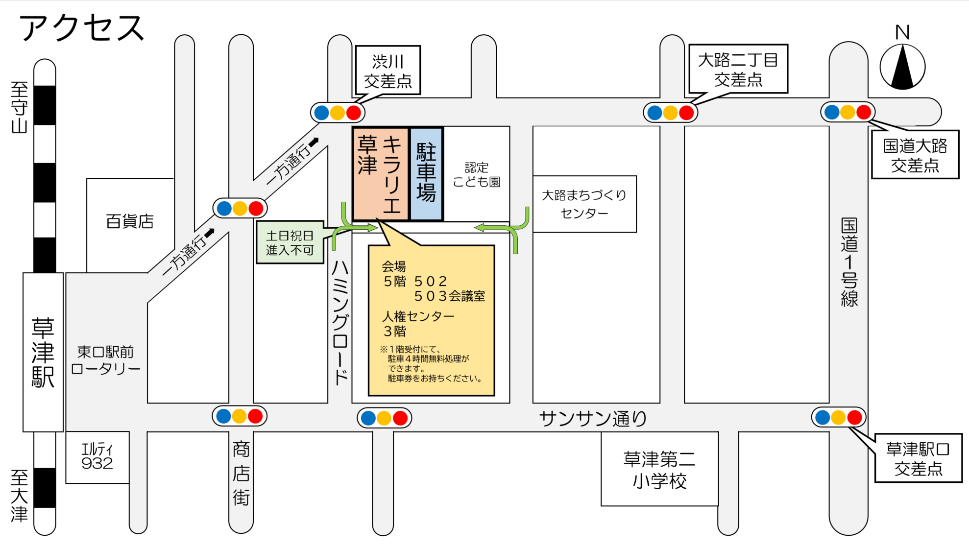 アクセス
N
至守山
渋川
交差点
大路二丁目
交差点
国道大路
交差点
一方通行➡
キラリエ
草津
駐車場
認定
こども園
大路まちづくり
センター
百貨店
土日祝日
進入不可
一方通行➡
国道1号線
ハミングロード
会場
５階 ５０２
５０３会議室
人権センター
３階
※１階受付にて、
駐車４時間無料処理が
できます。
駐車券をお持ちください。
草津駅
東口駅前
ロータリー
サンサン通り
エルティ
932
商店街
草津第二
小学校
草津駅口
交差点
至大津